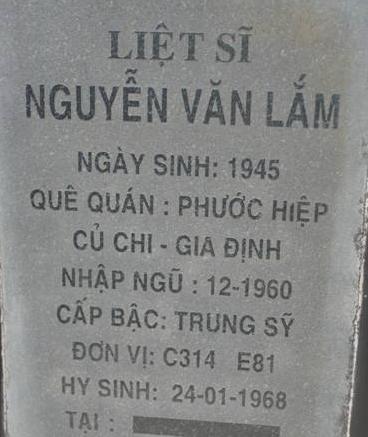 LIỆT SĨ
NGUYỄN VĂN LẮM
NGÀY SINH: 1945
QUÊ QUÁN : PHƯỚC HIỆP
CỦ CHI - GIA ĐỊNH
NHẬP NGŨ : 12-1960
CẤP BẬC: TRUNG SỸ
ĐƠN VỊ: C314 E81
HY SINH: 24-01-1968
TẠI :